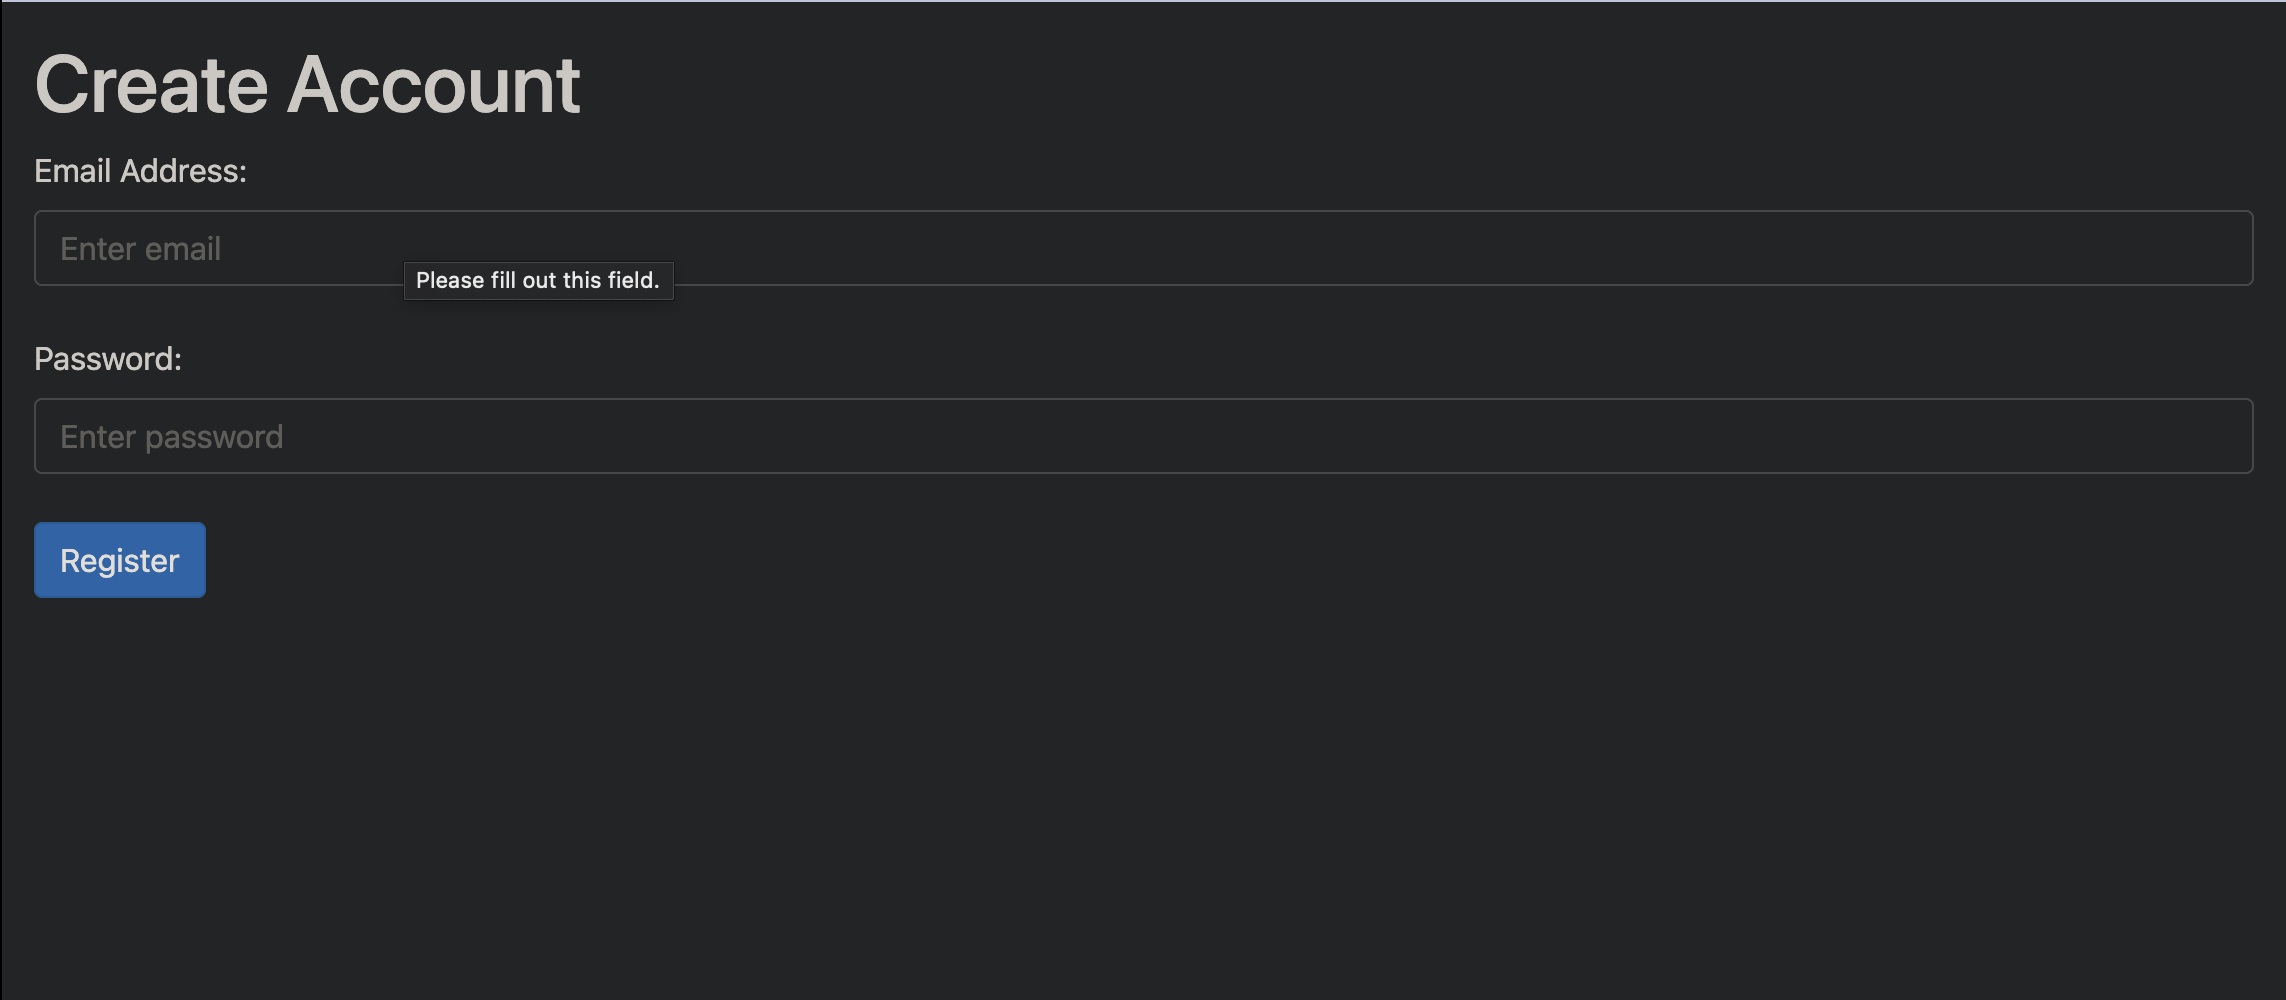 Create Account
Email Address:
Enter email
Please fill out this field.
Password:
Enter password
Register